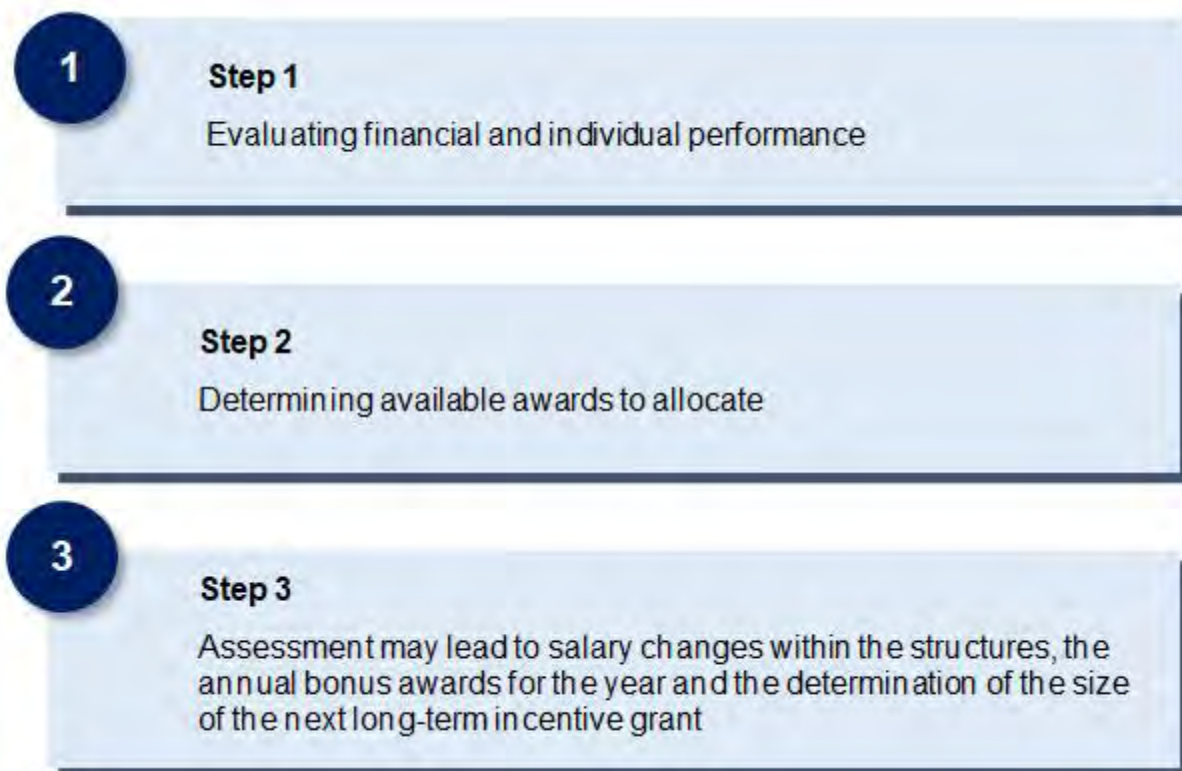 1
Step 1
Evaluating financial and individual performance
2
Step 2
Determining available awards to allocate
3
Step 3
Assessment may lead to salary changes within the structures, the
annual bonus awards for the year and the determination of the size
of the next long-term incentive grant